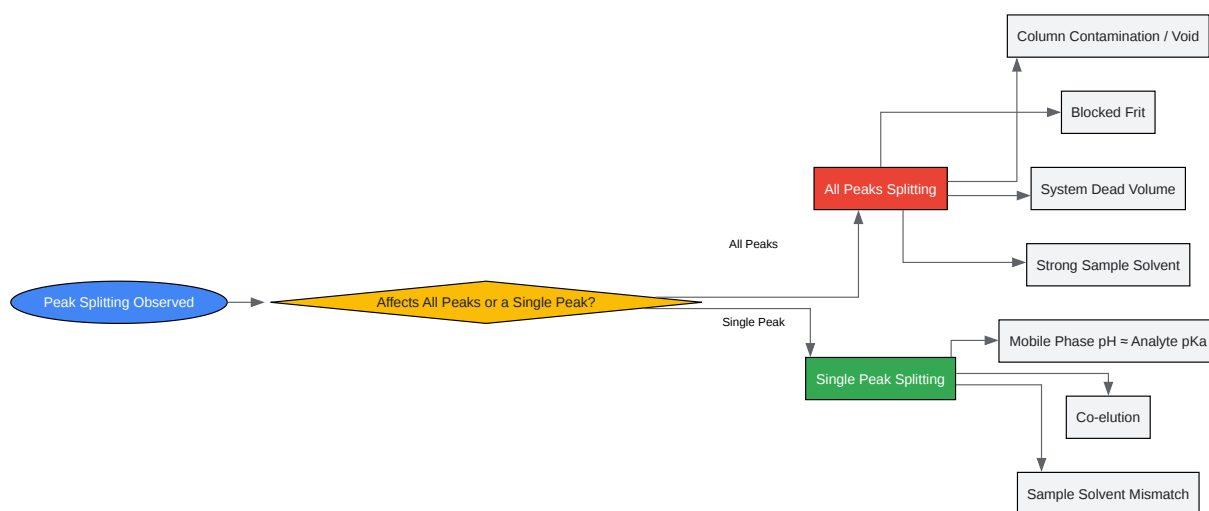 Peak Splitting Observed
Affects All Peaks or a Single Peak?
All Peaks
Single Peak
All Peaks Splitting
Column Contamination / Void
Blocked Frit
System Dead Volume
Strong Sample Solvent
Single Peak Splitting
Mobile Phase pH ≈ Analyte pKa
Co-elution
Sample Solvent Mismatch